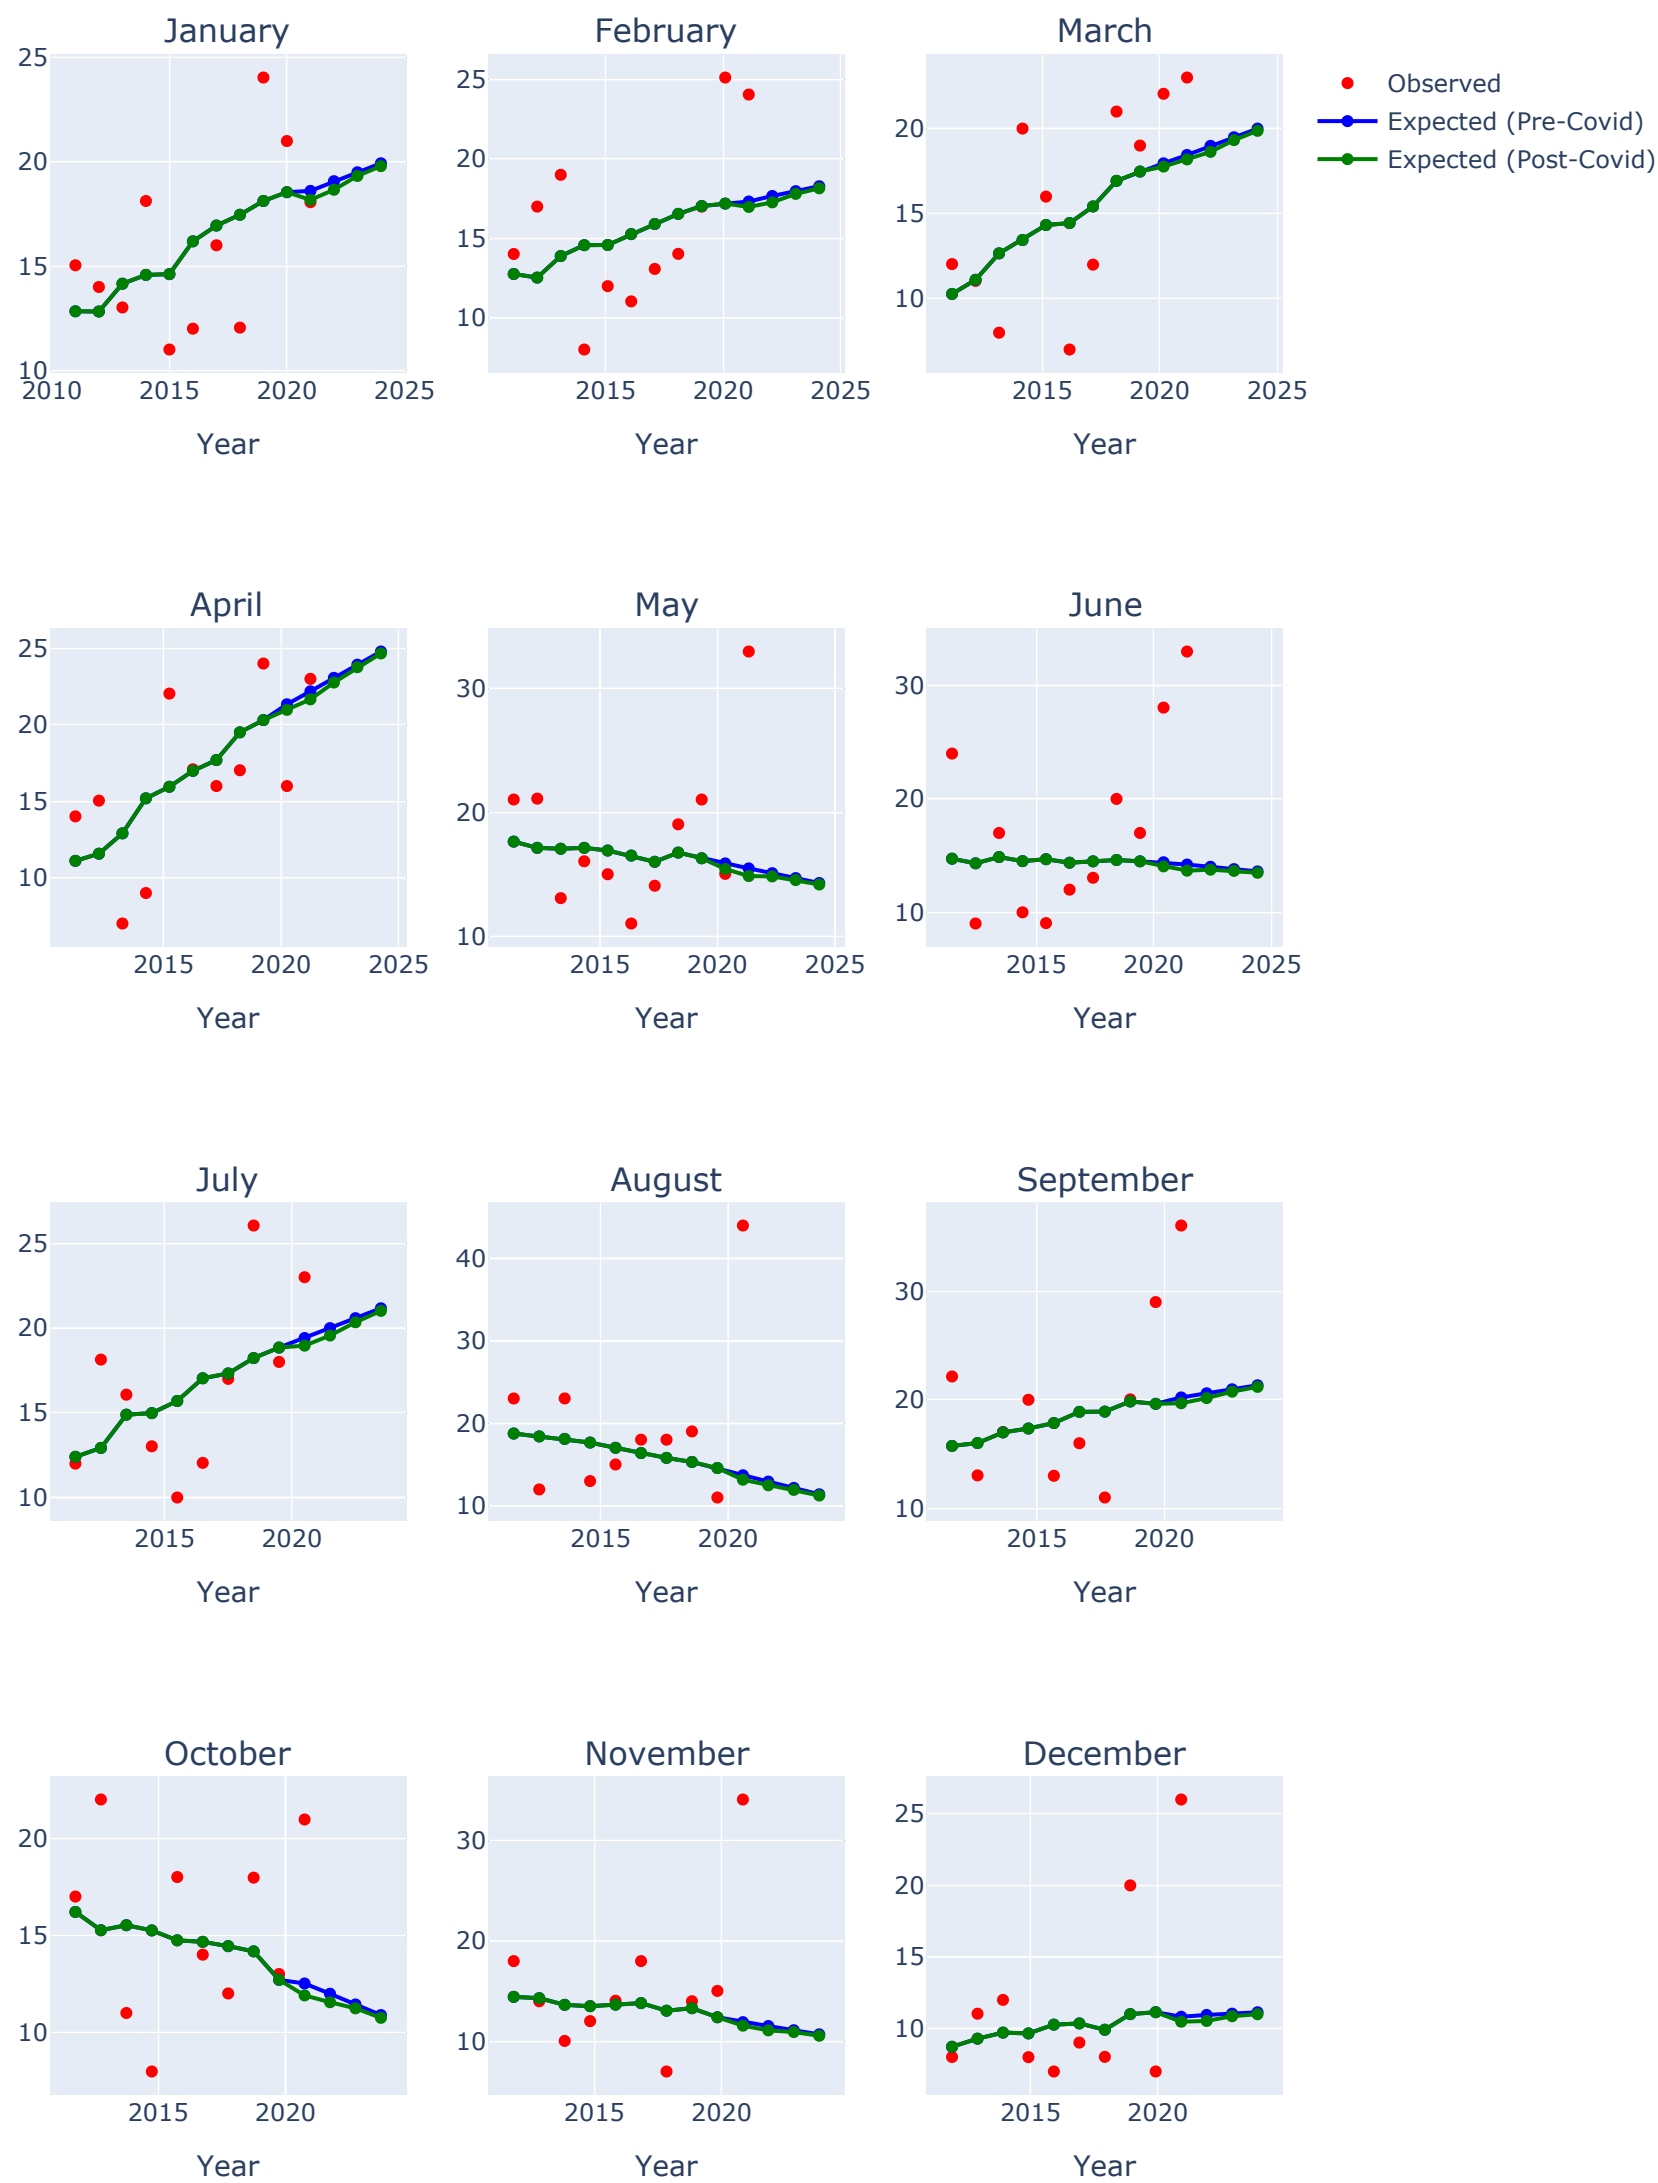 January February March
25
20
15
10
2010 2015 2020 2025
Year
25
20
15
10
2015 2020 2025
Year
20
15
10
2015 2020 2025
Year
Observed
Expected (Pre-Covid)
Expected (Post-Covid)
April May June
25
20
15
10
2015 2020 2025
Year
30
20
10
2015 2020 2025
Year
30
20
10
2015 2020 2025
Year
July August September
25
20
15
10
2015 2020
Year
40
30
20
10
2015 2020
Year
30
20
10
2015 2020
Year
October November December
20
15
10
2015 2020
Year
30
20
10
2015 2020
Year
25
20
15
10
2015 2020
Year